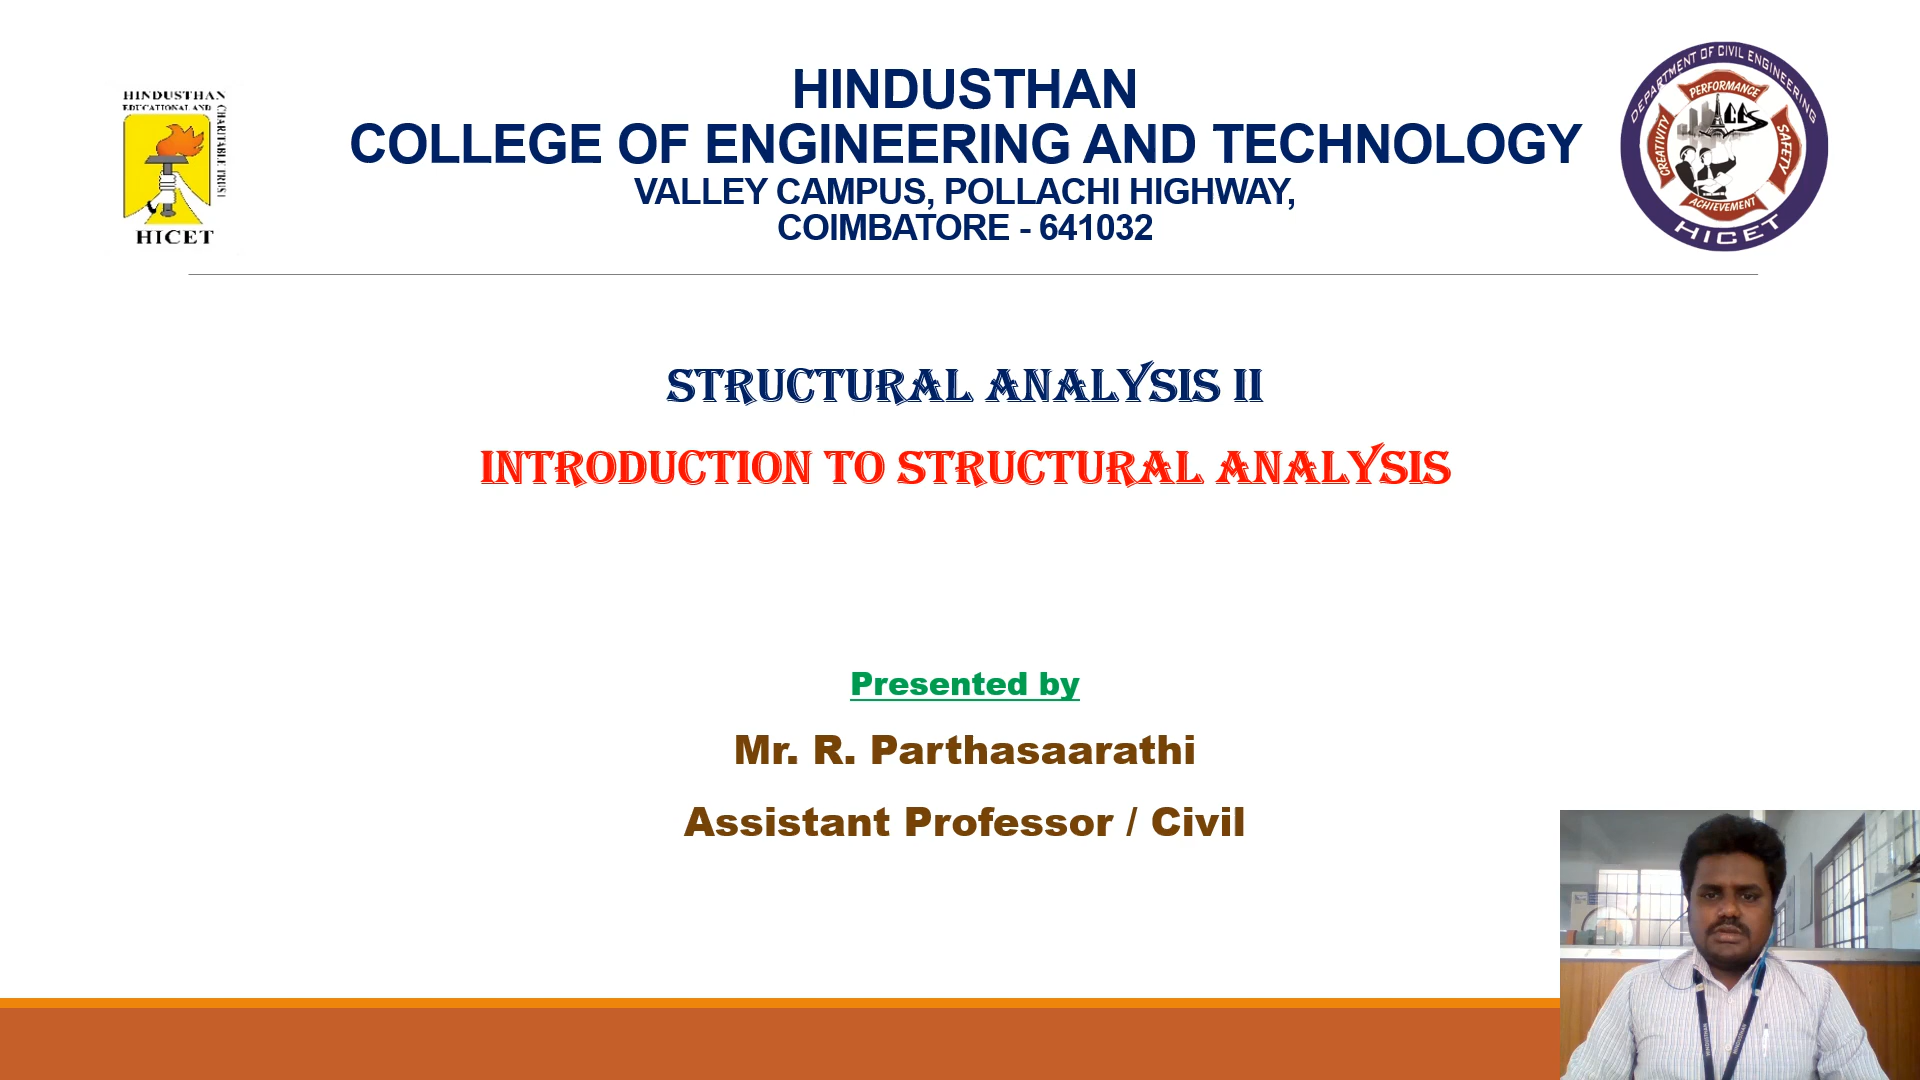 HINDUSTHAN
EDUCATIONAL AND
CHARITABLE TRUST
HICET
HINDUSTHAN
COLLEGE OF ENGINEERING AND TECHNOLOGY
VALLEY CAMPUS, POLLACHI HIGHWAY,
COIMBATORE - 641032
DEPARTMENT OF CIVIL ENGINEERING
PERFORMANCE
CREATIVITY
SAFETY
ACHIEVEMENT
HICET
STRUCTURAL ANALYSIS II
INTRODUCTION TO STRUCTURAL ANALYSIS
Presented by
Mr. R. Parthasaarathi
Assistant Professor / Civil